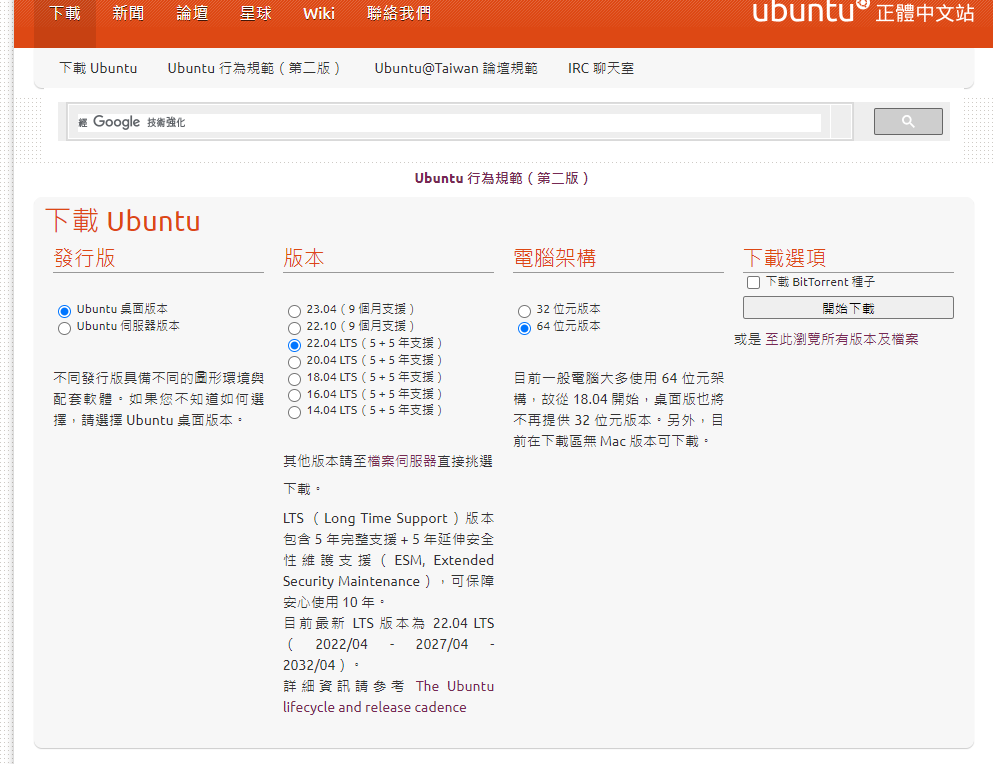 下載 新聞 論壇 星球 Wiki 聯絡我們
ubuntu 正體中文站
下載 Ubuntu Ubuntu 行為規範（第二版） Ubuntu@Taiwan 論壇規範 IRC 聊天室
經 Google 技術強化
Ubuntu 行為規範（第二版）
下載 Ubuntu
發行版
Ubuntu 桌面版本
Ubuntu 伺服器版本
不同發行版具備不同的圖形環境與
配套軟體。如果您不知道如何選
擇，請選擇 Ubuntu 桌面版本。
版本
23.04（9 個月支援）
22.10（9 個月支援）
22.04 LTS（5 + 5 年支援）
20.04 LTS（5 + 5 年支援）
18.04 LTS（5 + 5 年支援）
16.04 LTS（5 + 5 年支援）
14.04 LTS（5 + 5 年支援）
其他版本請至檔案伺服器直接挑選
下載。
LTS （Long Time Support）版本
包含 5 年完整支援 + 5 年延伸安全
性維護支援（ESM, Extended
Security Maintenance），可保障
安心使用 10 年。
目前最新 LTS 版本為 22.04 LTS
（ 2022/04 - 2027/04 -
2032/04）。
詳細資訊請參考 The Ubuntu
lifecycle and release cadence
電腦架構
32 位元版本
64 位元版本
目前一般電腦大多使用 64 位元架
構，故從 18.04 開始，桌面版也將
不再提供 32 位元版本。另外，目
前在下載區無 Mac 版本可下載。
下載選項
下載 BitTorrent 種子
開始下載
或是 至此瀏覽所有版本及檔案